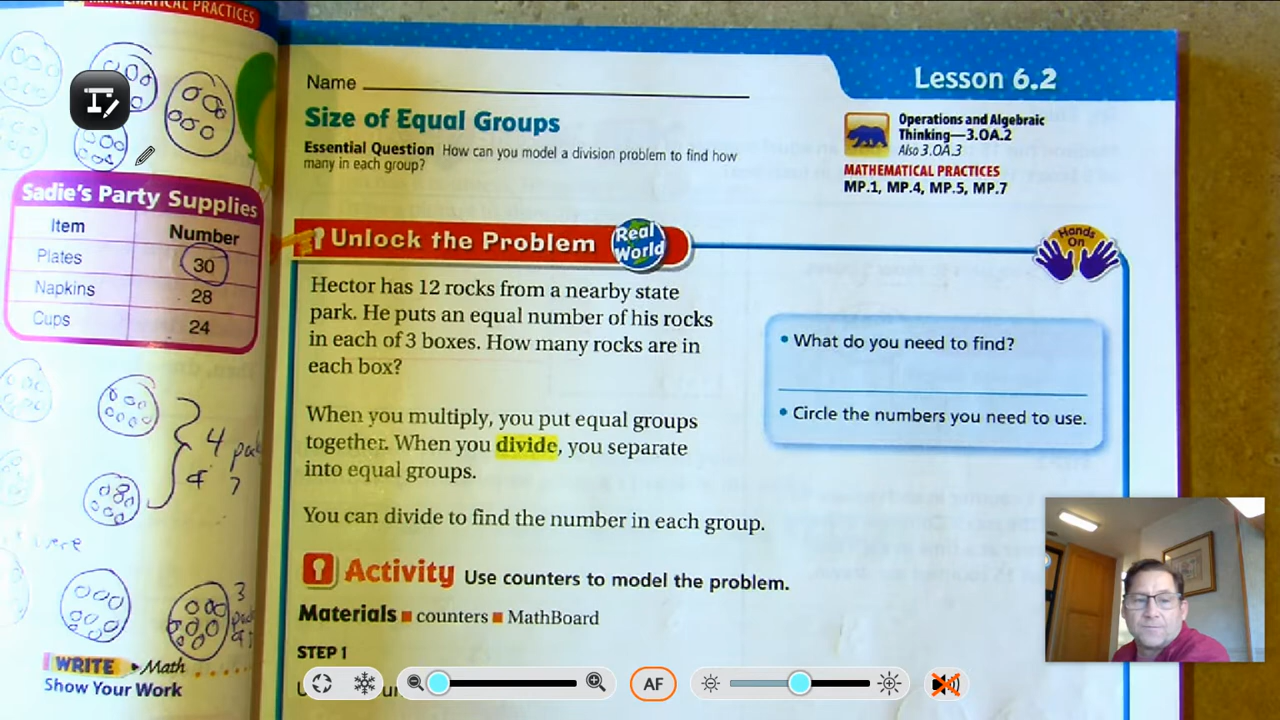 MATHEMATICAL PRACTICES
Sadie's Party Supplies
Item Number
Plates 30
Napkins 28
Cups 24
4
7
3
WRITE Math
Show Your Work
Name
Lesson 6.2
Size of Equal Groups
Essential Question How can you model a division problem to find how
many in each group?
Operations and Algebraic
Thinking—3.OA.2
Also 3.OA.3
MATHEMATICAL PRACTICES
MP.1, MP.4, MP.5, MP.7
Unlock the Problem Real World
Hands On
Hector has 12 rocks from a nearby state
park. He puts an equal number of his rocks
in each of 3 boxes. How many rocks are in
each box?
• What do you need to find?
• Circle the numbers you need to use.
When you multiply, you put equal groups
together. When you divide, you separate
into equal groups.
You can divide to find the number in each group.
Activity Use counters to model the problem.
Materials ■ counters ■ MathBoard
STEP 1
AF